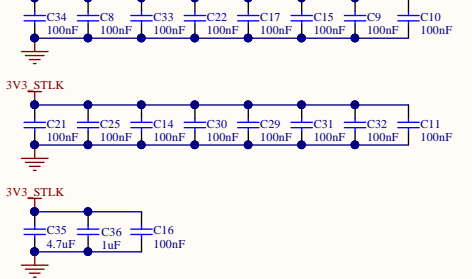 C34 C8 C33 C22 C17 C15 C9 C10
100nF 100nF 100nF 100nF 100nF 100nF 100nF 100nF
3V3_STLK
C21 C25 C14 C30 C29 C31 C32 C11
100nF 100nF 100nF 100nF 100nF 100nF 100nF 100nF
3V3_STLK
C35 C36 C16
4.7uF 1uF 100nF